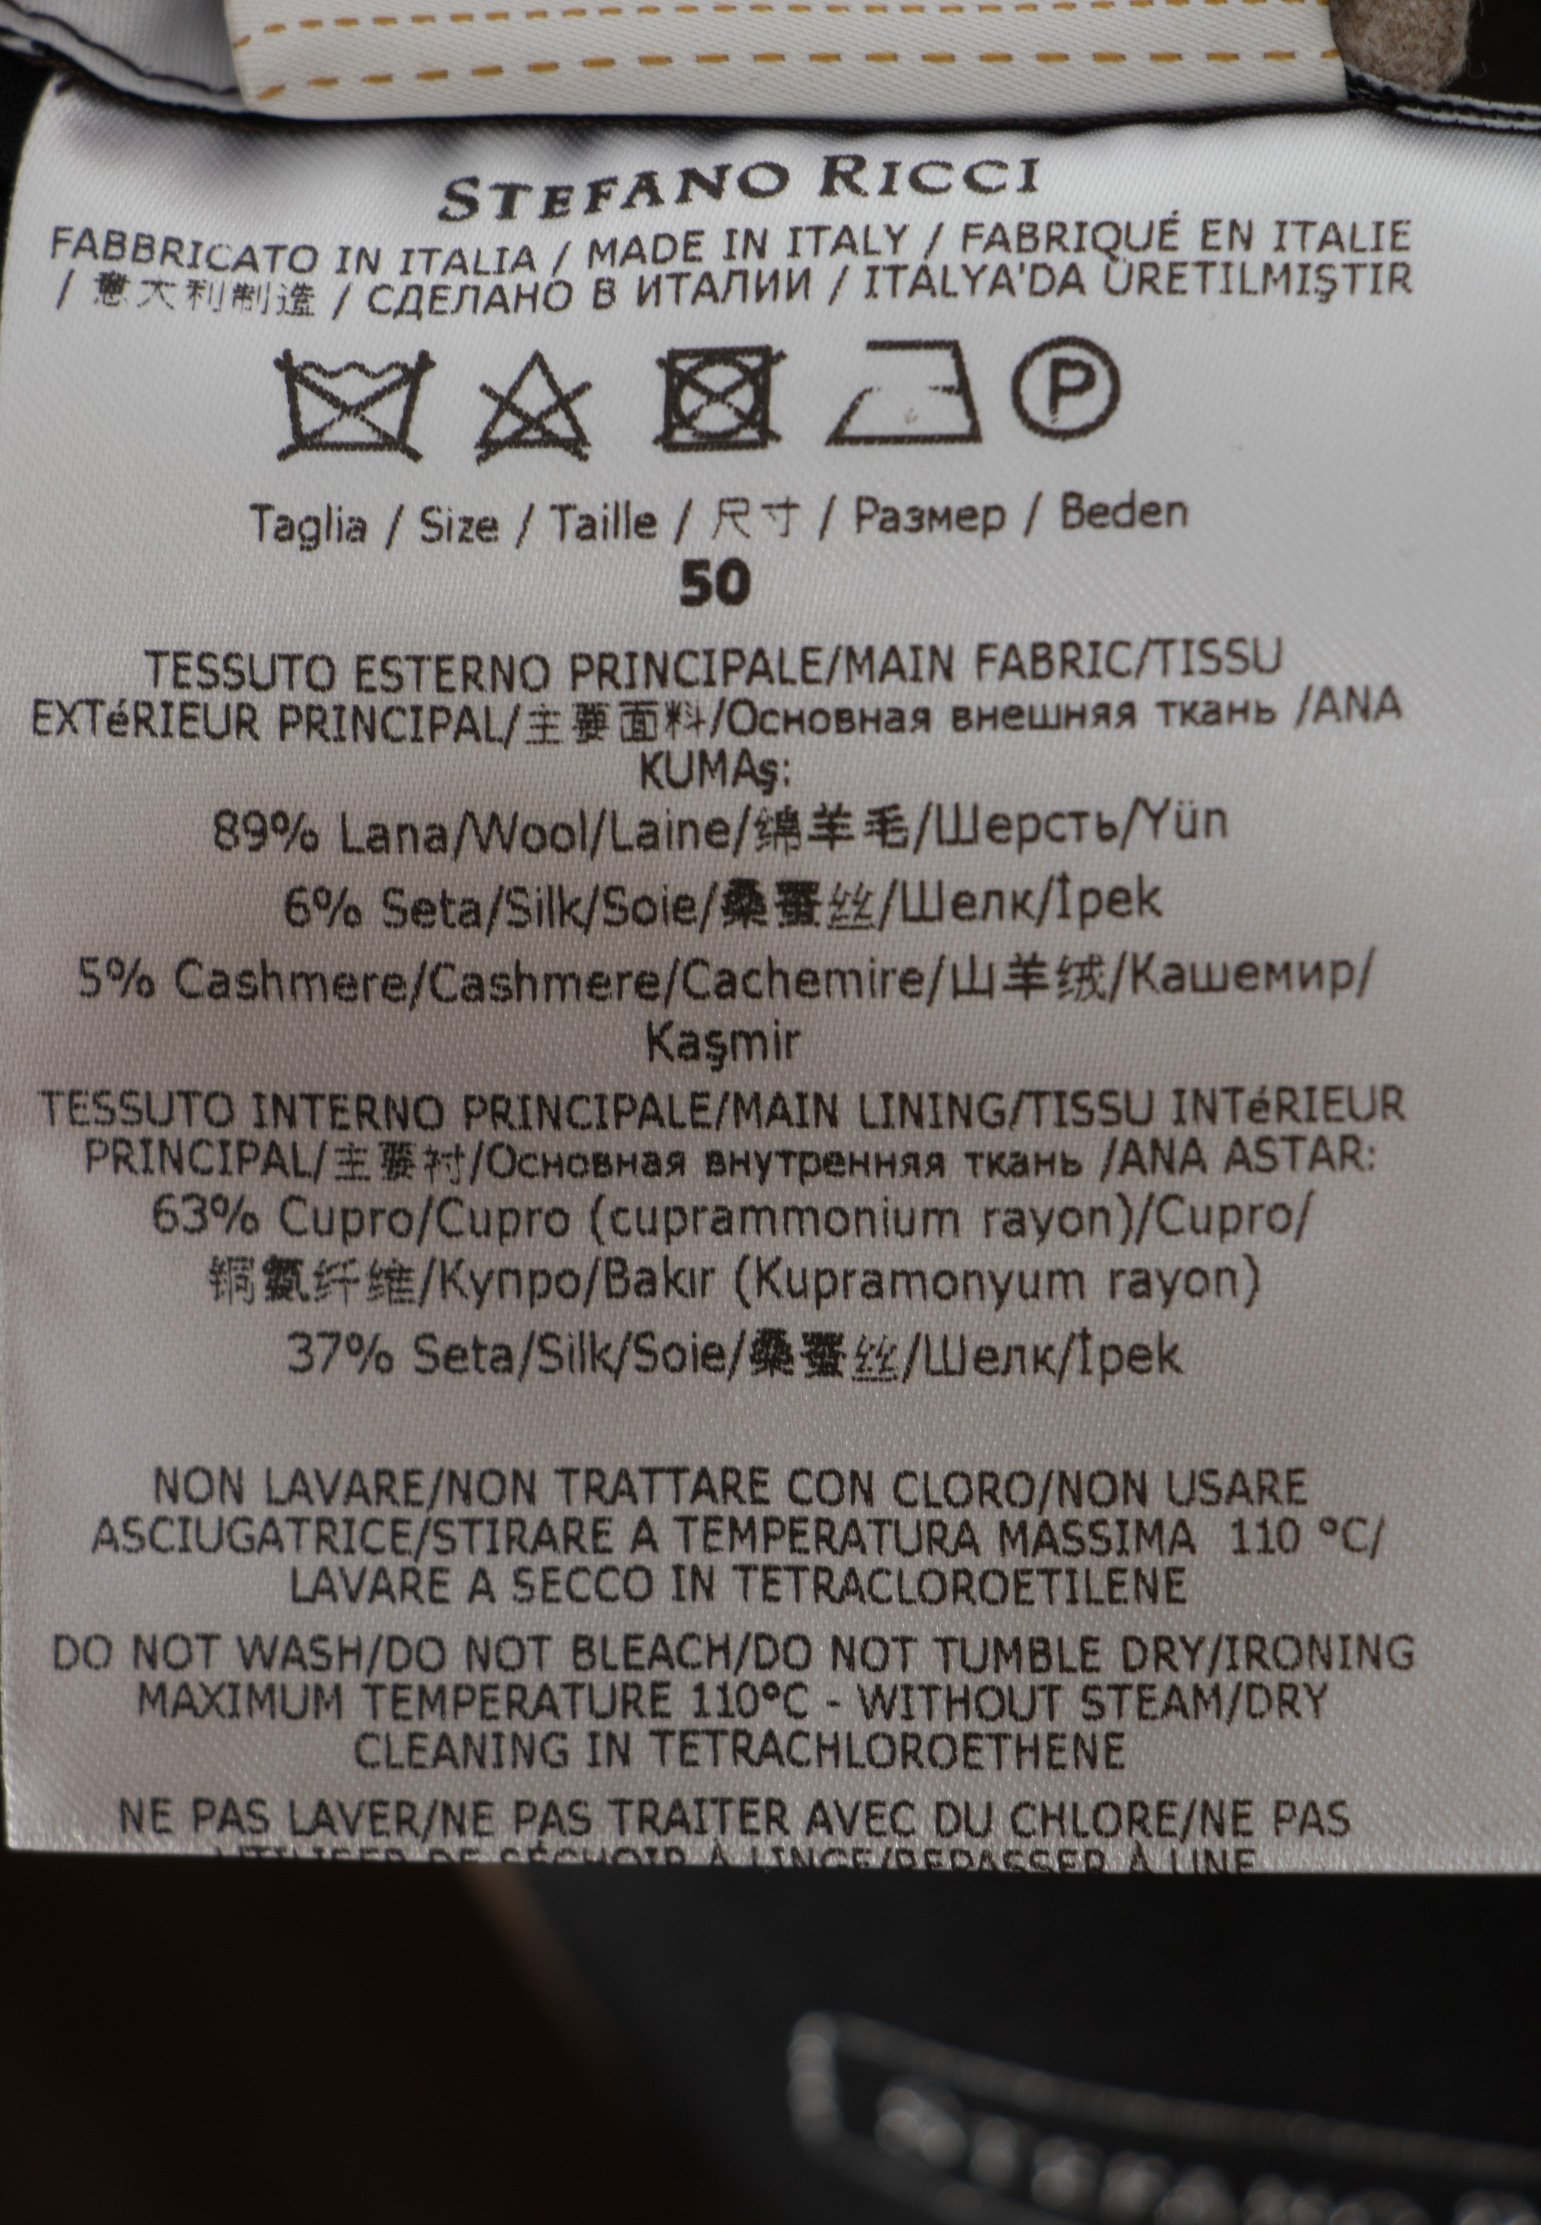 STEFANO RICCI
FABBRICATO IN ITALIA / MADE IN ITALY / FABRIQUÉ EN ITALIE
/ 意大利制造 / СДЕЛАНО В ИТАЛИИ / ITALYA'DA ÜRETILMIŞTIR
P
Taglia / Size / Taille / 尺寸 / Размер / Beden
50
TESSUTO ESTERNO PRINCIPALE/MAIN FABRIC/TISSU
EXTéRIEUR PRINCIPAL/主要面料/Основная внешняя ткань /ANA
KUMAş:
89% Lana/Wool/Laine/绵羊毛/Шерсть/Yün
6% Seta/Silk/Soie/桑蚕丝/Шелк/İpek
5% Cashmere/Cashmere/Cachemire/山羊绒/Кашемир/
Kaşmir
TESSUTO INTERNO PRINCIPALE/MAIN LINING/TISSU INTéRIEUR
PRINCIPAL/主要衬/Основная внутренняя ткань /ANA ASTAR:
63% Cupro/Cupro (cuprammonium rayon)/Cupro/
铜氨纤维/Купро/Bakır (Kupramonyum rayon)
37% Seta/Silk/Soie/桑蚕丝/Шелк/İpek
NON LAVARE/NON TRATTARE CON CLORO/NON USARE
ASCIUGATRICE/STIRARE A TEMPERATURA MASSIMA 110 °C/
LAVARE A SECCO IN TETRACLOROETILENE
DO NOT WASH/DO NOT BLEACH/DO NOT TUMBLE DRY/IRONING
MAXIMUM TEMPERATURE 110°C - WITHOUT STEAM/DRY
CLEANING IN TETRACHLOROETHENE
NE PAS LAVER/NE PAS TRAITER AVEC DU CHLORE/NE PAS
UTILISER DE SÉCHOIR À LINGE/REPASSER À UNE